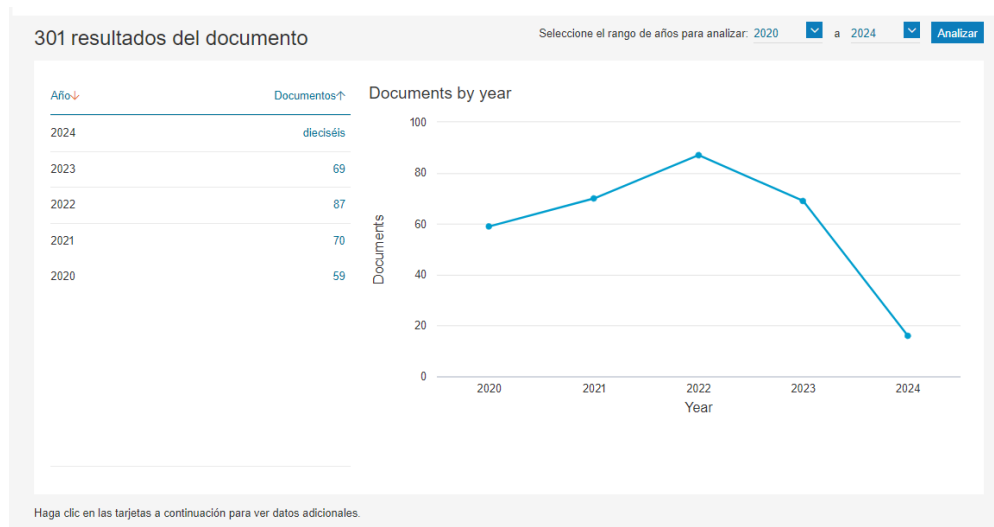 301 resultados del documento
Seleccione el rango de años para analizar: 2020 a 2024 Analizar
Año↓ Documentos↑
2024 dieciséis
2023 69
2022 87
2021 70
2020 59
Documents by year
100
80
60
40
20
0
Documents
2020 2021 2022 2023 2024
Year
Haga clic en las tarjetas a continuación para ver datos adicionales.